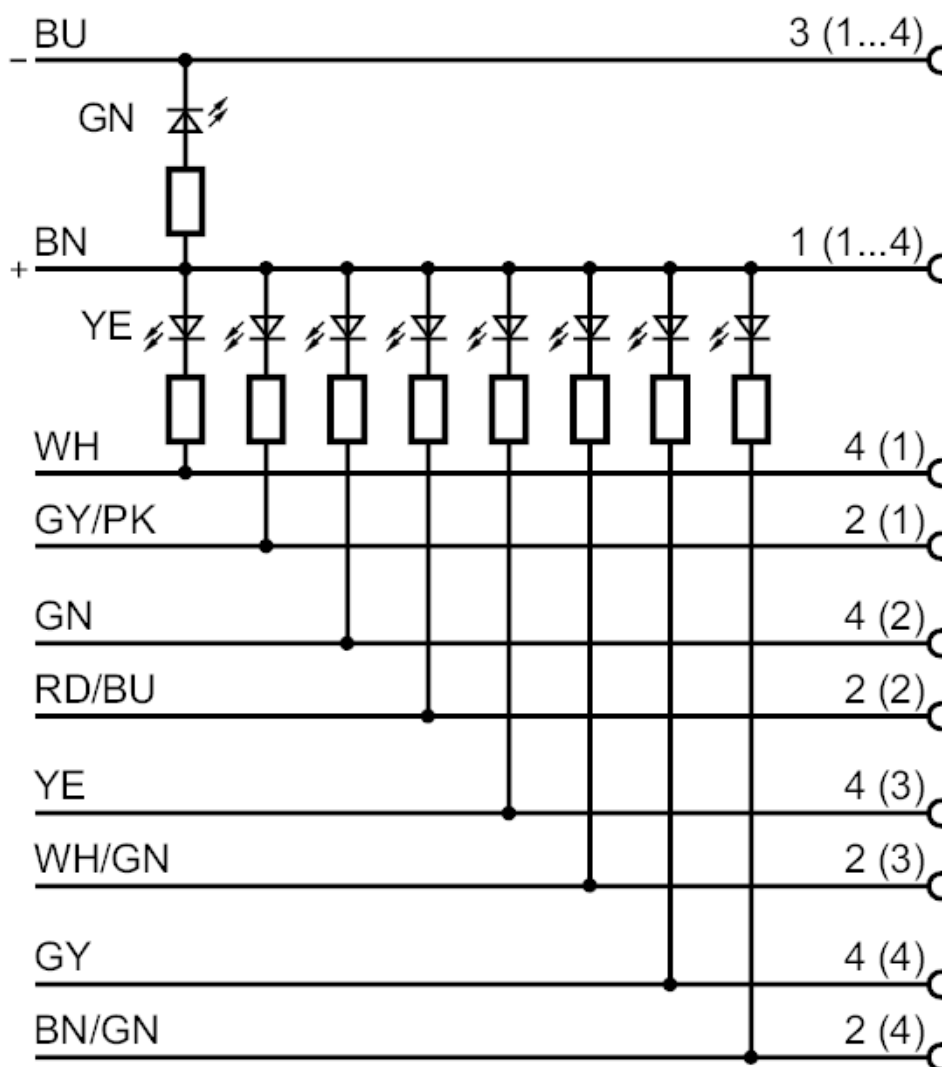 BU 3 (1...4)
−
GN
BN 1 (1...4)
+
YE
WH 4 (1)
GY/PK 2 (1)
GN 4 (2)
RD/BU 2 (2)
YE 4 (3)
WH/GN 2 (3)
GY 4 (4)
BN/GN 2 (4)